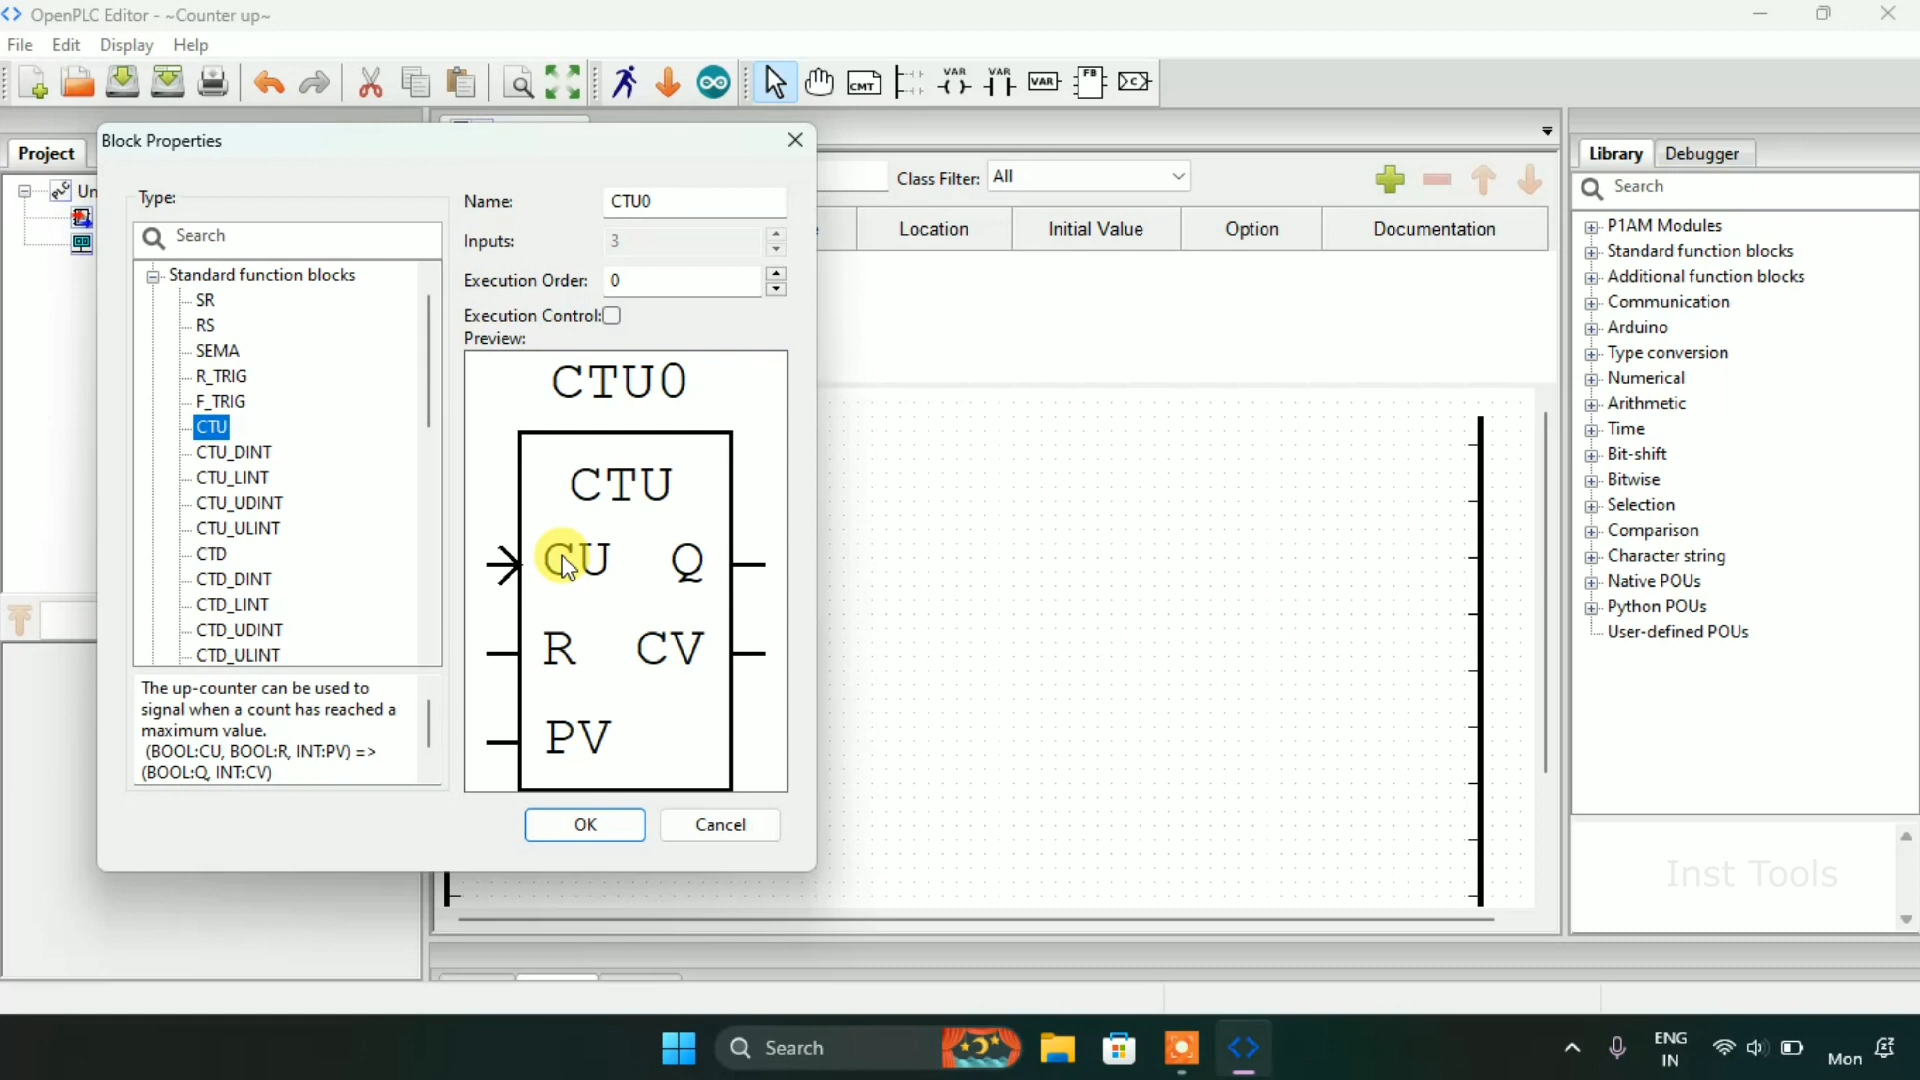 OpenPLC Editor - ~Counter up~
File Edit Display Help
CMT VAR VAR VAR FB C
Project
Block Properties
Un
Type:
Search
Standard function blocks
SR
RS
SEMA
R_TRIG
F_TRIG
CTU
CTU_DINT
CTU_LINT
CTU_UDINT
CTU_ULINT
CTD
CTD_DINT
CTD_LINT
CTD_UDINT
CTD_ULINT
The up-counter can be used to
signal when a count has reached a
maximum value.
(BOOL:CU, BOOL:R, INT:PV) =>
(BOOL:Q, INT:CV)
Name: CTU0
Inputs: 3
Execution Order: 0
Execution Control:
Preview:
CTU0
CTU
CU Q
R CV
PV
OK Cancel
Class Filter: All
Location Initial Value Option Documentation
Library Debugger
Search
P1AM Modules
Standard function blocks
Additional function blocks
Communication
Arduino
Type conversion
Numerical
Arithmetic
Time
Bit-shift
Bitwise
Selection
Comparison
Character string
Native POUs
Python POUs
User-defined POUs
Inst Tools
Search
ENG
IN
Mon